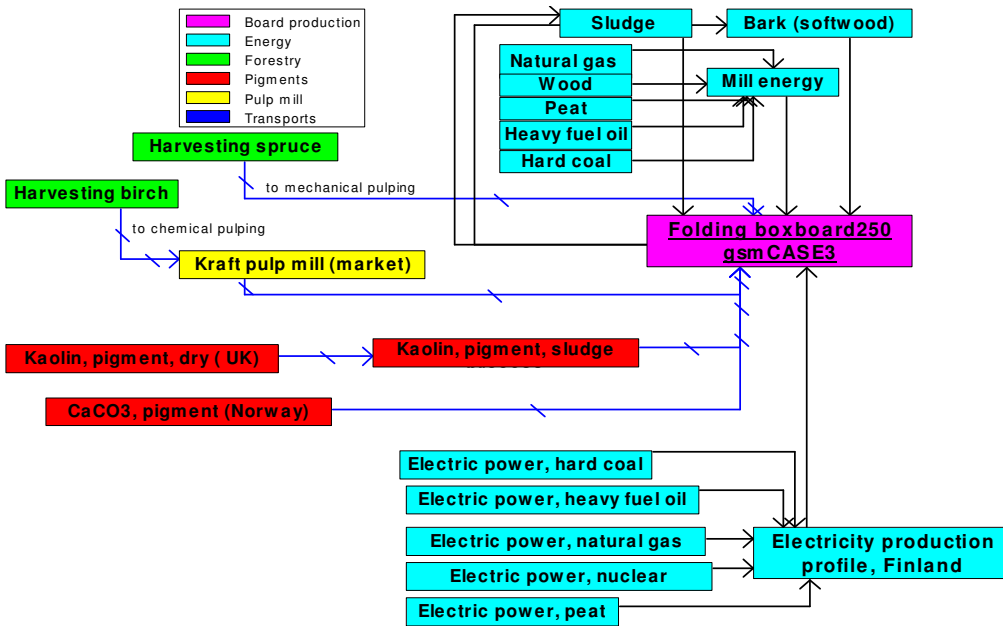 Board production
Energy
Forestry
Pigments
Pulp mill
Transports
Sludge
Bark (softwood)
Natural gas
Wood
Peat
Heavy fuel oil
Hard coal
Mill energy
Harvesting spruce
to mechanical pulping
Harvesting birch
to chemical pulping
Kraft pulp mill (market)
Folding boxboard250
gsmCASE3
Kaolin, pigment, dry ( UK)
Kaolin, pigment, sludge
CaCO3, pigment (Norway)
Electric power, hard coal
Electric power, heavy fuel oil
Electric power, natural gas
Electric power, nuclear
Electric power, peat
Electricity production
profile, Finland